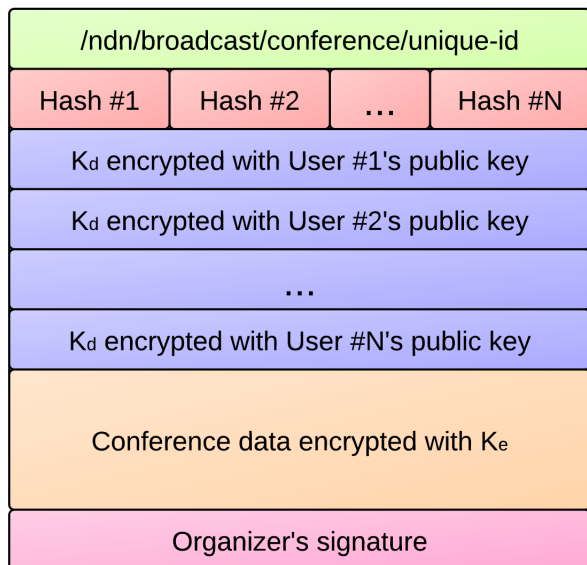 /ndn/broadcast/conference/unique-id
Hash #1 Hash #2 ... Hash #N
Kd encrypted with User #1's public key
Kd encrypted with User #2's public key
...
Kd encrypted with User #N's public key
Conference data encrypted with Ke
Organizer's signature